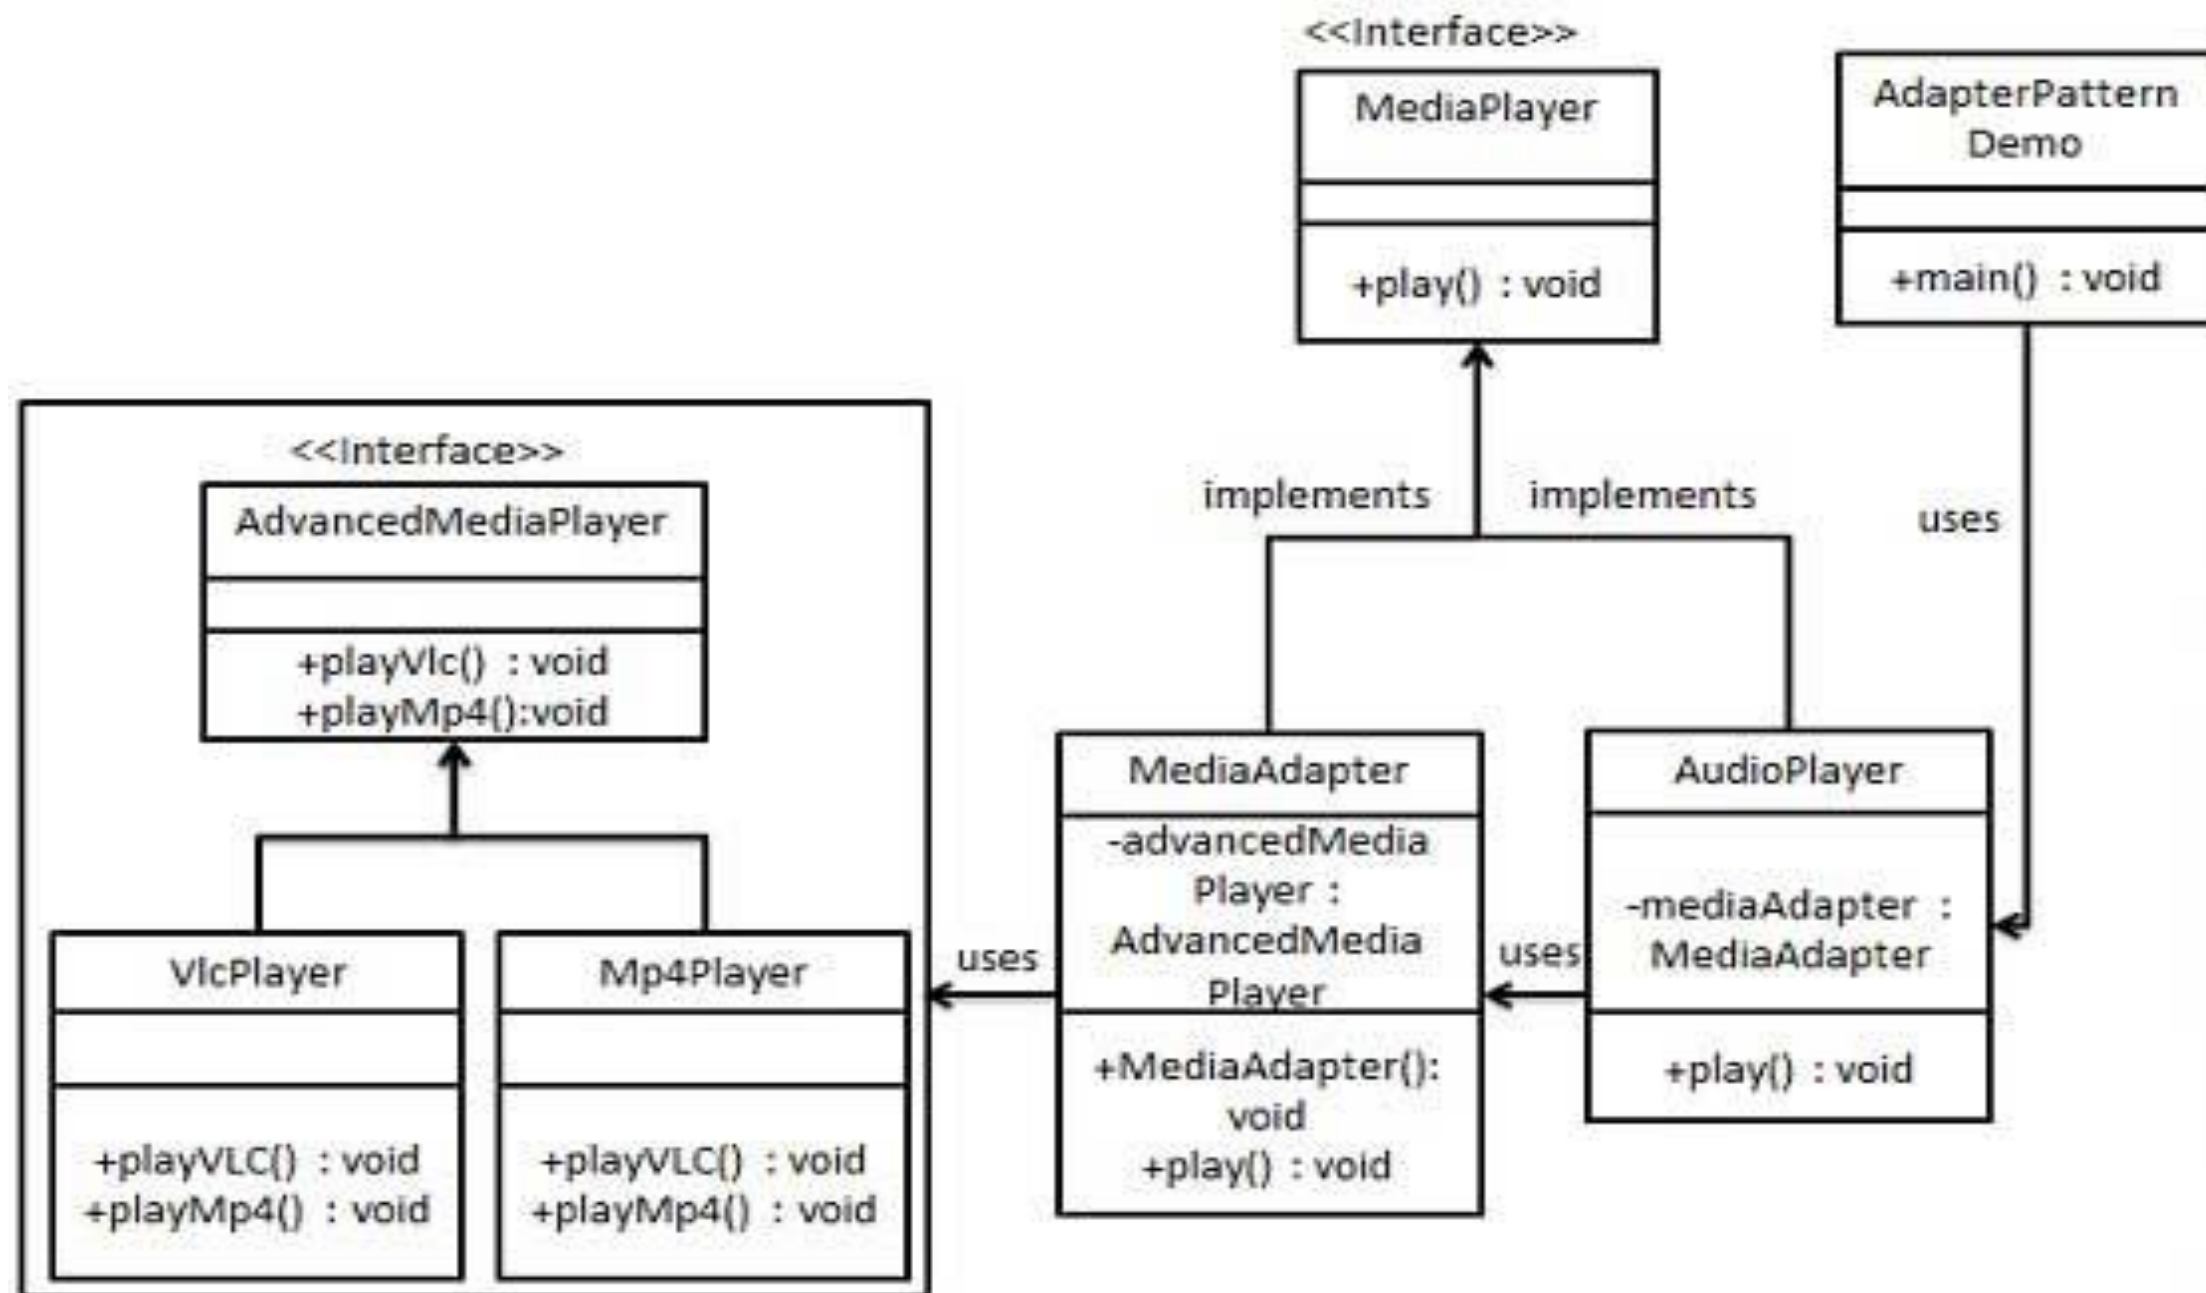 <<Interface>>
MediaPlayer
+play() : void
AdapterPattern
Demo
+main() : void
implements
implements
uses
<<Interface>>
AdvancedMediaPlayer
+playVlc() : void
+playMp4():void
VlcPlayer
+playVLC() : void
+playMp4() : void
Mp4Player
+playVLC() : void
+playMp4() : void
uses
MediaAdapter
-advancedMedia
Player :
AdvancedMedia
Player
+MediaAdapter():
void
+play() : void
uses
AudioPlayer
-mediaAdapter :
MediaAdapter
+play() : void